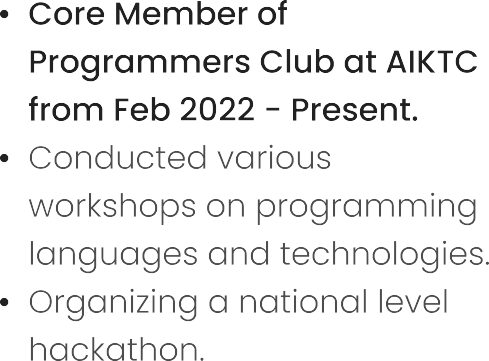 • Core Member of
Programmers Club at AIKTC
from Feb 2022 - Present.
• Conducted various
workshops on programming
languages and technologies.
• Organizing a national level
hackathon.